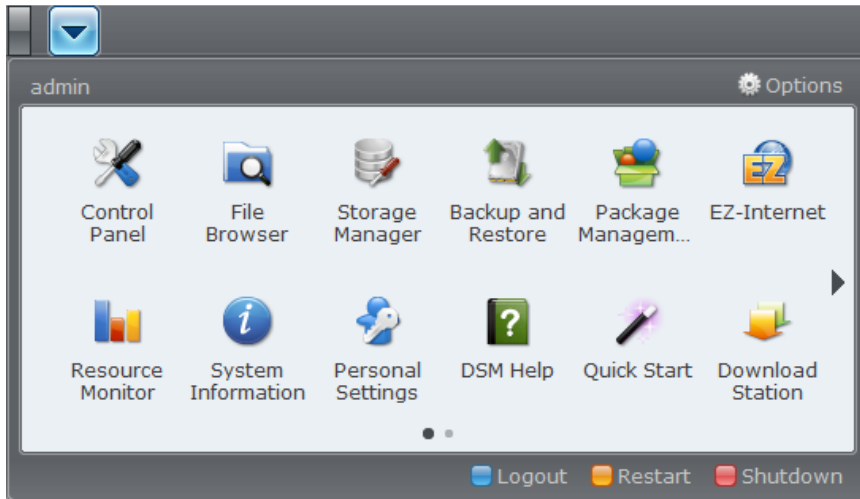 admin
Options
Control Panel
File Browser
Storage Manager
Backup and Restore
Package Managem...
EZ
EZ-Internet
Resource Monitor
i
System Information
Personal Settings
?
DSM Help
Quick Start
Download Station
Logout
Restart
Shutdown